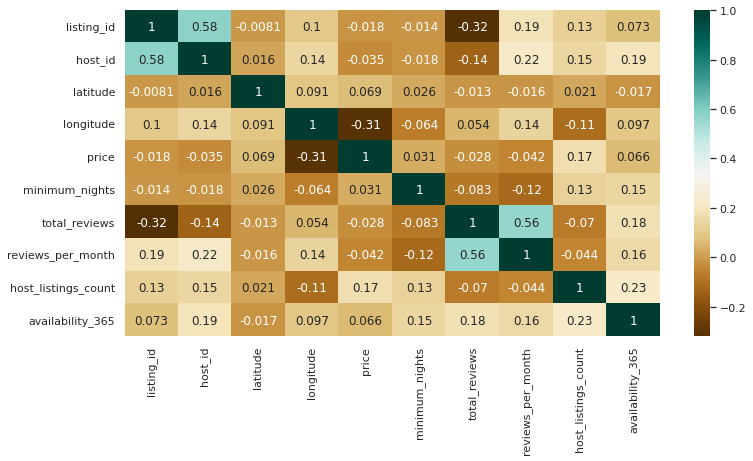 listing_id 1 0.58 -0.0081 0.1 -0.018 -0.014 -0.32 0.19 0.13 0.073
host_id 0.58 1 0.016 0.14 -0.035 -0.018 -0.14 0.22 0.15 0.19
latitude -0.0081 0.016 1 0.091 0.069 0.026 -0.013 -0.016 0.021 -0.017
longitude 0.1 0.14 0.091 1 -0.31 -0.064 0.054 0.14 -0.11 0.097
price -0.018 -0.035 0.069 -0.31 1 0.031 -0.028 -0.042 0.17 0.066
minimum_nights -0.014 -0.018 0.026 -0.064 0.031 1 -0.083 -0.12 0.13 0.15
total_reviews -0.32 -0.14 -0.013 0.054 -0.028 -0.083 1 0.56 -0.07 0.18
reviews_per_month 0.19 0.22 -0.016 0.14 -0.042 -0.12 0.56 1 -0.044 0.16
host_listings_count 0.13 0.15 0.021 -0.11 0.17 0.13 -0.07 -0.044 1 0.23
availability_365 0.073 0.19 -0.017 0.097 0.066 0.15 0.18 0.16 0.23 1
listing_id
host_id
latitude
longitude
price
minimum_nights
total_reviews
reviews_per_month
host_listings_count
availability_365
1.0
0.8
0.6
0.4
0.2
0.0
−0.2